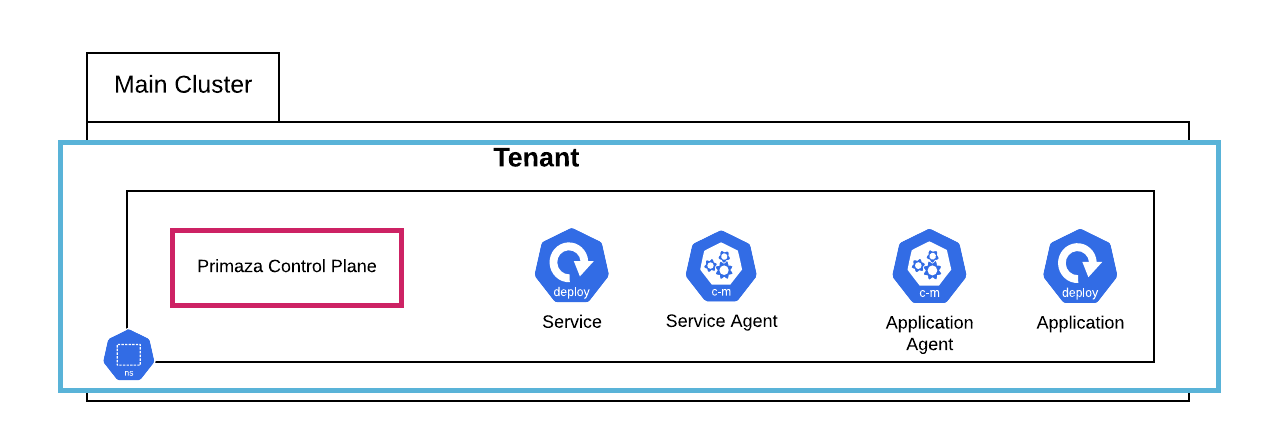 Main Cluster
Tenant
Primaza Control Plane
deploy
c-m
c-m
deploy
Service
Service Agent
Application
Agent
Application
ns